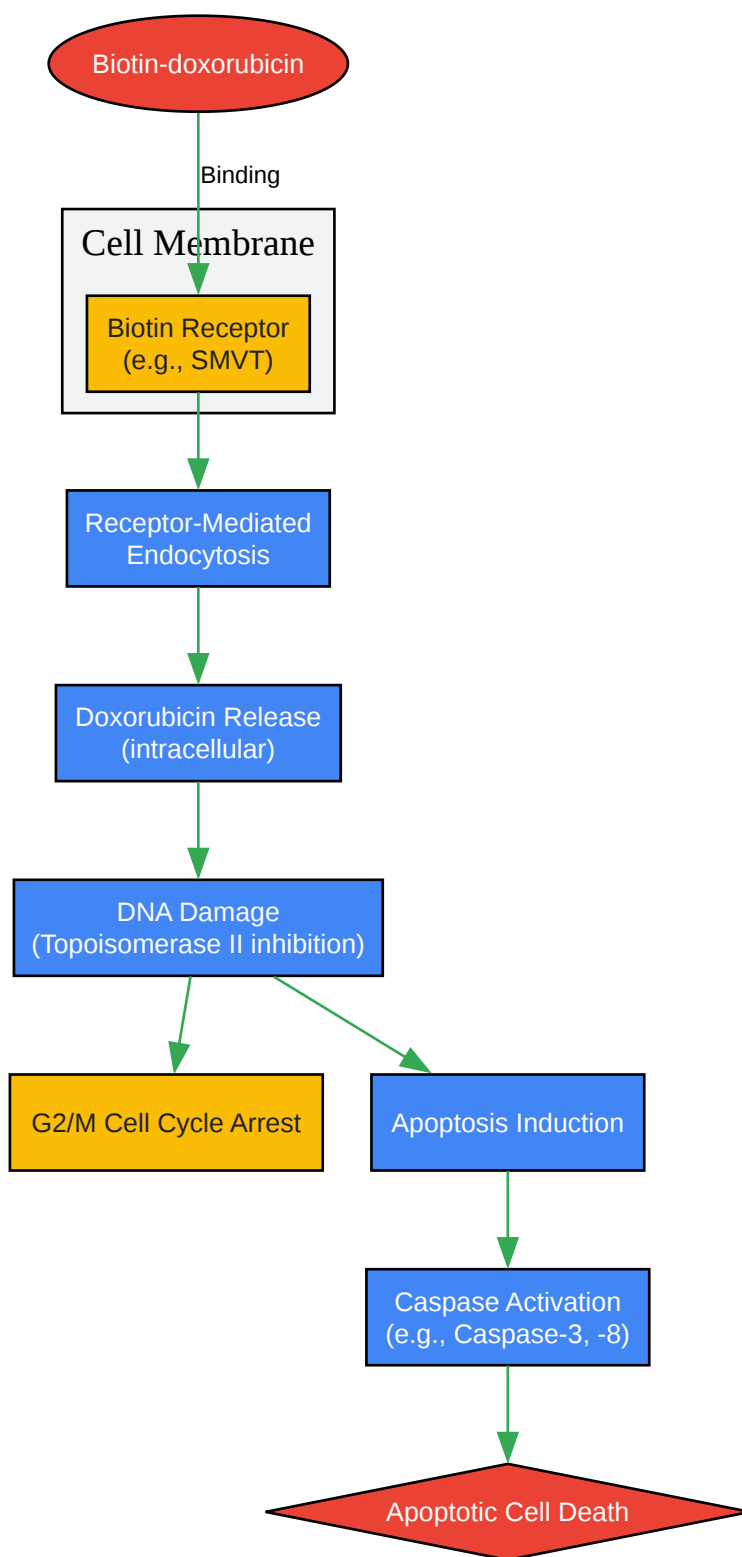 Biotin-doxorubicin
Binding
Cell Membrane
Biotin Receptor
(e.g., SMVT)
Receptor-Mediated
Endocytosis
Doxorubicin Release
(intracellular)
DNA Damage
(Topoisomerase II inhibition)
G2/M Cell Cycle Arrest
Apoptosis Induction
Caspase Activation
(e.g., Caspase-3, -8)
Apoptotic Cell Death